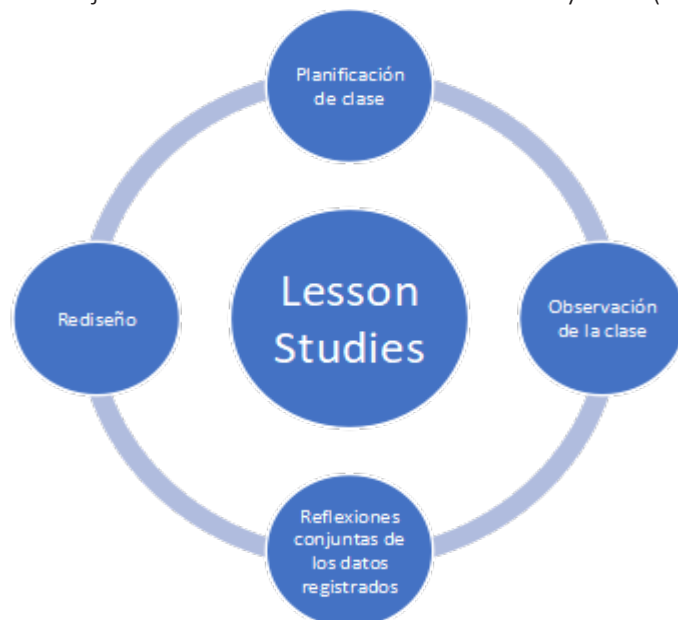 Planificación
de clase
Lesson
Studies
Observación
de la clase
Rediseño
Reflexiones
conjuntas de
los datos
registrados